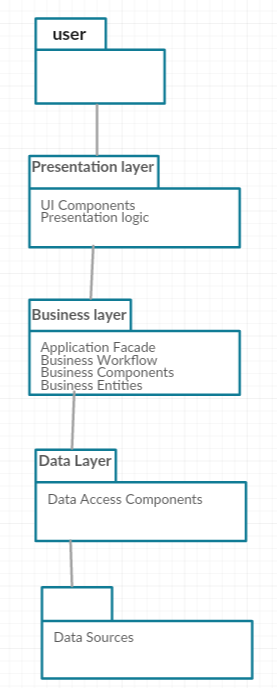 user
Presentation layer
UI Components
Presentation logic
Business layer
Application Facade
Business Workflow
Business Components
Business Entities
Data Layer
Data Access Components
Data Sources